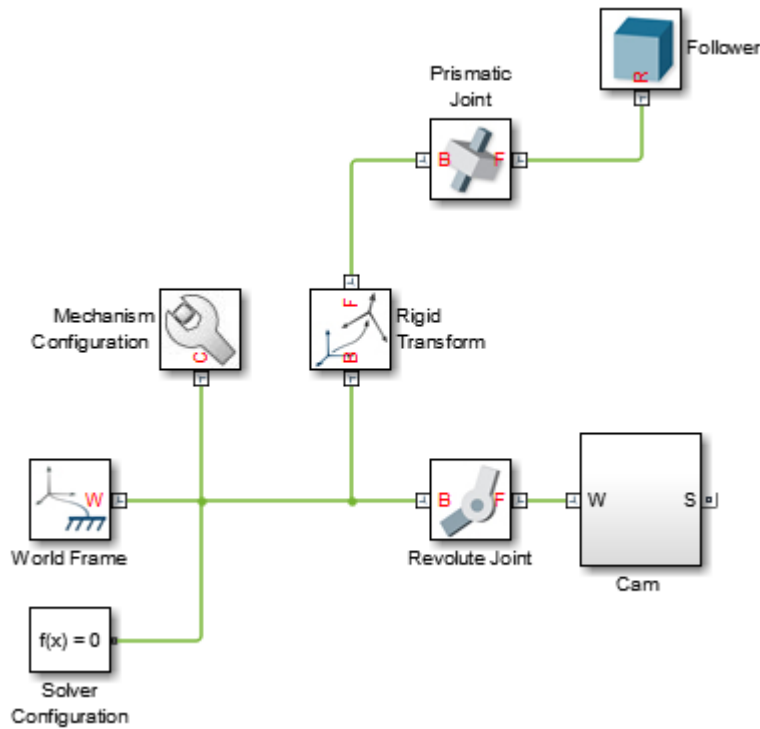 Follower
R
Prismatic
Joint
B
F
Mechanism
Configuration
C
F
B
Rigid
Transform
W
World Frame
B
F
Revolute Joint
W
S
Cam
f(x) = 0
Solver
Configuration